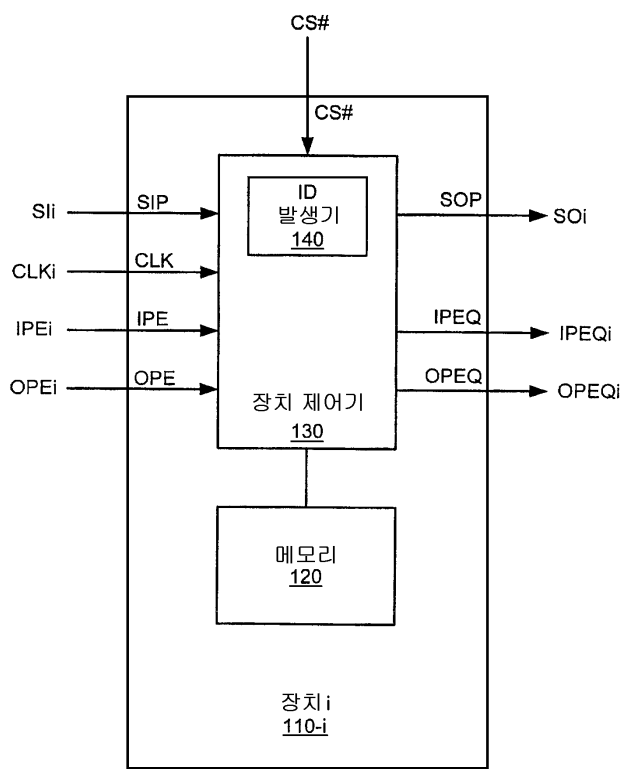 CS#
CS#
ID
발생기
140
SIi
SIP
SOP
SOi
CLKi
CLK
IPEi
IPE
IPEQ
IPEQi
OPEi
OPE
OPEQ
OPEQi
장치 제어기
130
메모리
120
장치 i
110-i